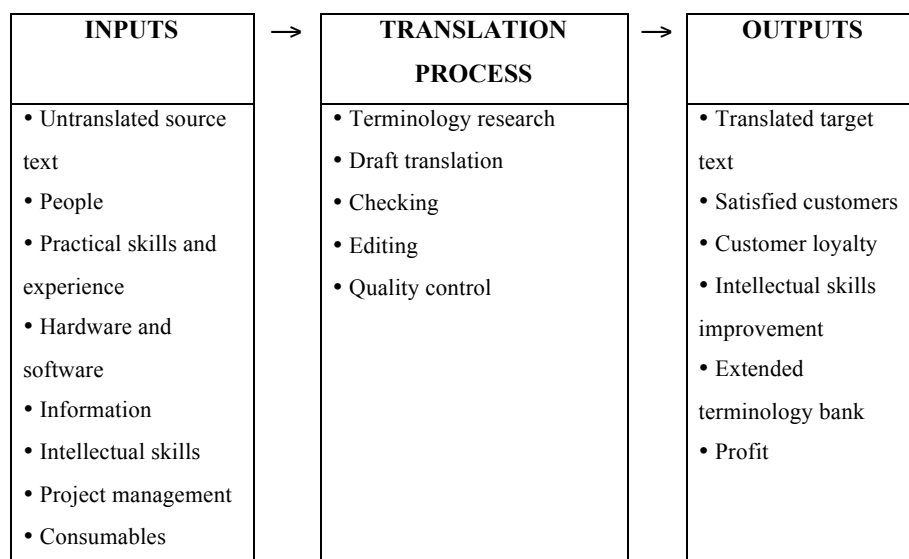 INPUTS
• Untranslated source
text
• People
• Practical skills and
experience
• Hardware and
software
• Information
• Intellectual skills
• Project management
• Consumables
→
TRANSLATION
PROCESS
• Terminology research
• Draft translation
• Checking
• Editing
• Quality control
→
OUTPUTS
• Translated target
text
• Satisfied customers
• Customer loyalty
• Intellectual skills
improvement
• Extended
terminology bank
• Profit